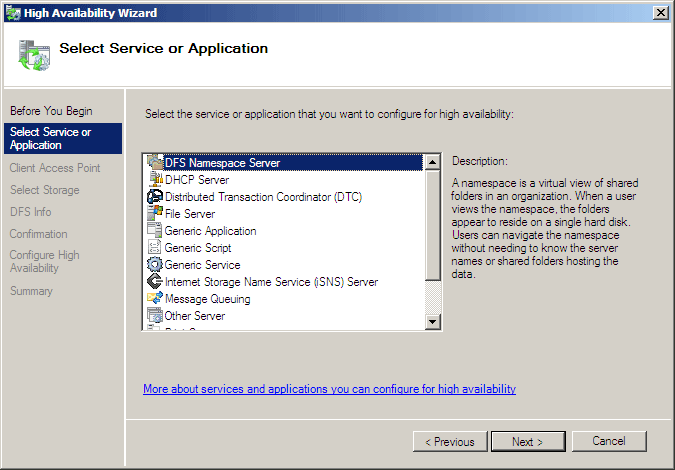 High Availability Wizard
Select Service or Application
Before You Begin
Select Service or
Application
Client Access Point
Select Storage
DFS Info
Confirmation
Configure High
Availability
Summary
Select the service or application that you want to configure for high availability:
DFS Namespace Server
DHCP Server
Distributed Transaction Coordinator (DTC)
File Server
Generic Application
Generic Script
Generic Service
Internet Storage Name Service (iSNS) Server
Message Queuing
Other Server
Description:
A namespace is a virtual view of shared
folders in an organization. When a user
views the namespace, the folders
appear to reside on a single hard disk.
Users can navigate the namespace
without needing to know the server
names or shared folders hosting the
data.
More about services and applications you can configure for high availability
< Previous
Next >
Cancel